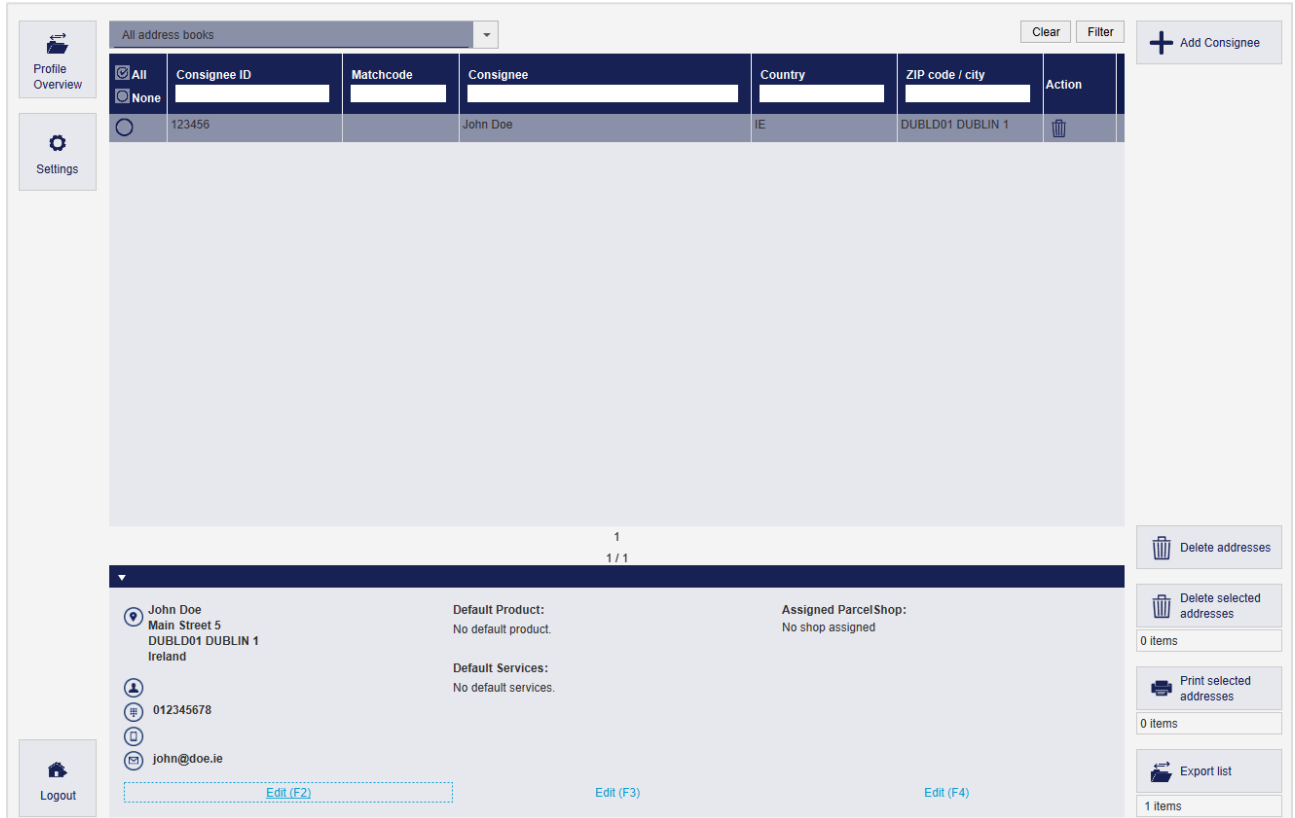 Profile
Overview
Settings
Logout
All address books
Clear
Filter
All
None
Consignee ID
Matchcode
Consignee
Country
ZIP code / city
Action
123456
John Doe
IE
DUBLD01 DUBLIN 1
1
1 / 1
John Doe
Main Street 5
DUBLD01 DUBLIN 1
Ireland
012345678
john@doe.ie
Edit (F2)
Default Product:
No default product.
Default Services:
No default services.
Edit (F3)
Assigned ParcelShop:
No shop assigned
Edit (F4)
Add Consignee
Delete addresses
Delete selected
addresses
0 items
Print selected
addresses
0 items
Export list
1 items